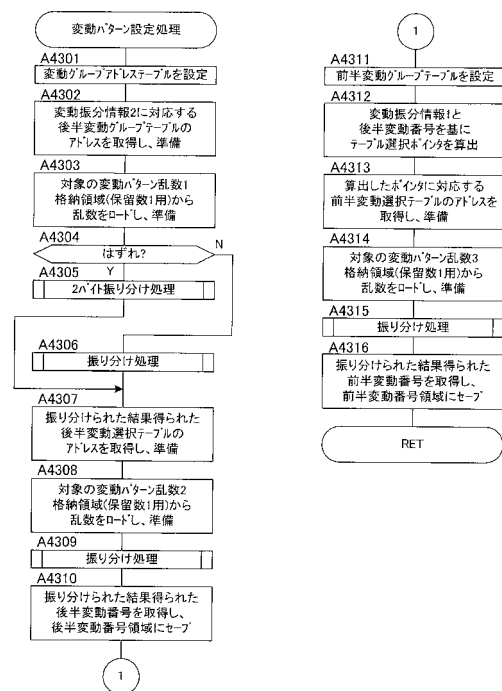 変動パターン設定処理
A4301
変動グループアドレステーブルを設定
A4302
変動振分情報2に対応する
後半変動グループテーブルの
アドレスを取得し、準備
A4303
対象の変動パターン乱数1
格納領域(保留数1用)から
乱数をロードし、準備
A4304
はずれ?
N
Y
A4305
2バイト振り分け処理
A4306
振り分け処理
A4307
振り分けられた結果得られた
後半変動選択テーブルの
アドレスを取得し、準備
A4308
対象の変動パターン乱数2
格納領域(保留数1用)から
乱数をロードし、準備
A4309
振り分け処理
A4310
振り分けられた結果得られた
後半変動番号を取得し、
後半変動番号領域にセーブ
1
1
A4311
前半変動グループテーブルを設定
A4312
変動振分情報1と
後半変動番号を基に
テーブル選択ポインタを算出
A4313
算出したポインタに対応する
前半変動選択テーブルのアドレスを
取得し、準備
A4314
対象の変動パターン乱数3
格納領域(保留数1用)から
乱数をロードし、準備
A4315
振り分け処理
A4316
振り分けられた結果得られた
前半変動番号を取得し、
前半変動番号領域にセーブ
RET